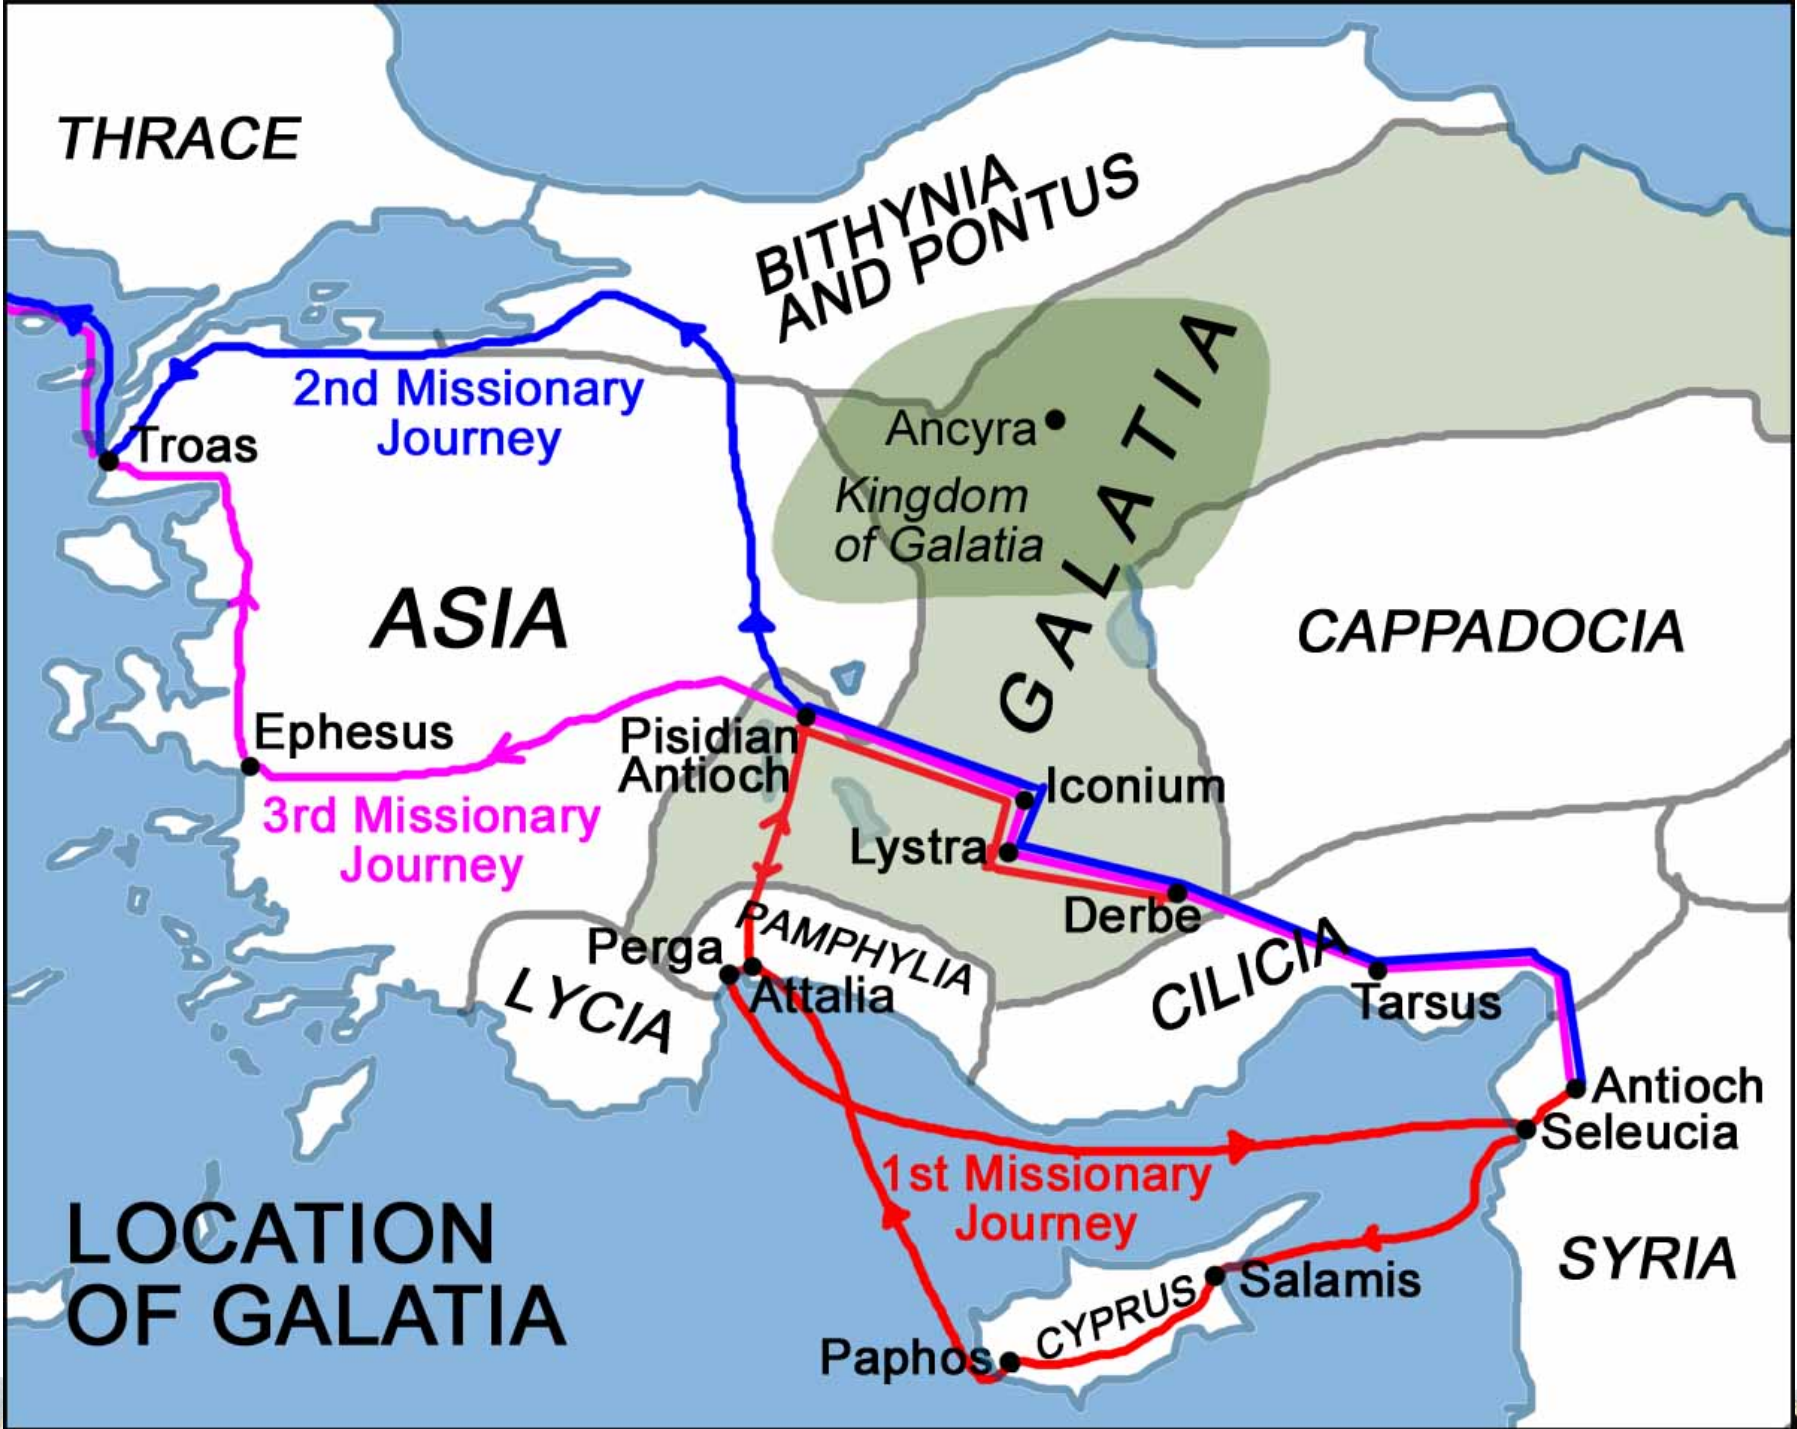 THRACE
BITHYNIA
AND PONTUS
2nd Missionary
Journey
Troas
Ancyra
Kingdom
of Galatia
GALATIA
ASIA
CAPPADOCIA
Ephesus
Pisidian
Antioch
Iconium
3rd Missionary
Journey
Lystra
Derbe
PAMPHYLIA
Perga
Attalia
LYCIA
CILICIA
Tarsus
Antioch
Seleucia
1st Missionary
Journey
LOCATION
OF GALATIA
SYRIA
Salamis
CYPRUS
Paphos